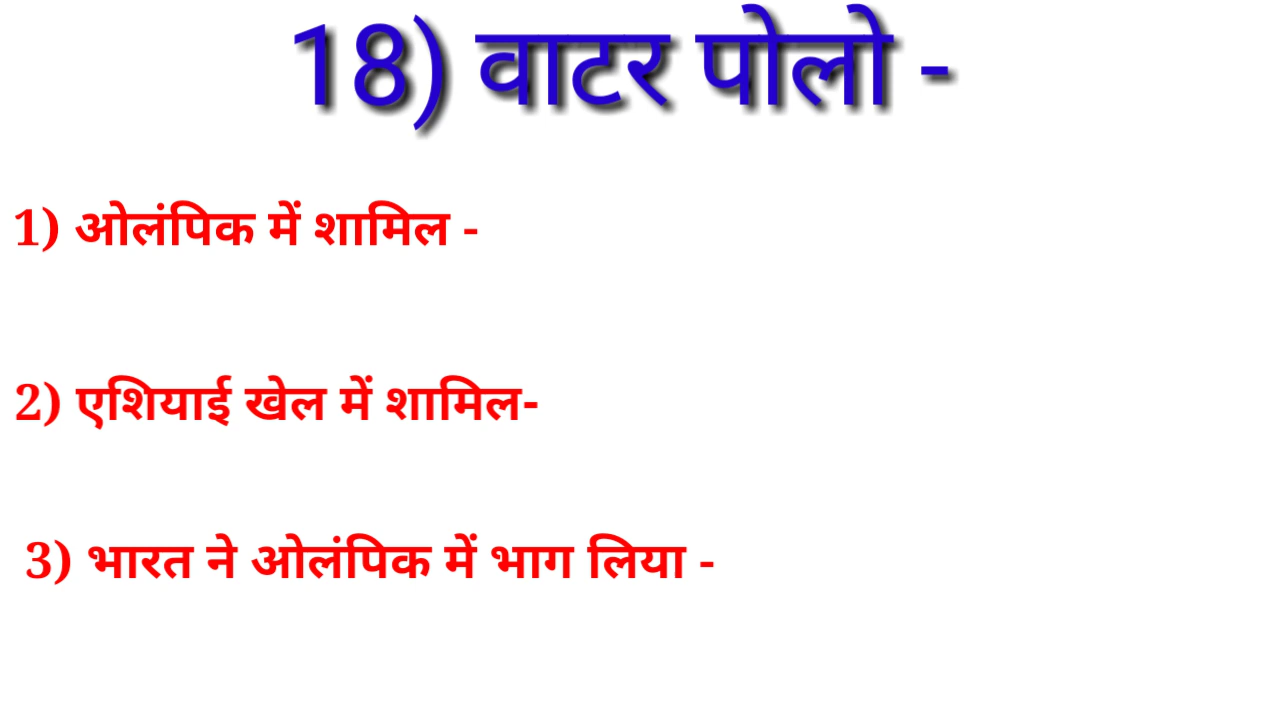 18) वाटर पोलो -
1) ओलंपिक में शामिल -
2) एशियाई खेल में शामिल-
3) भारत ने ओलंपिक में भाग लिया -